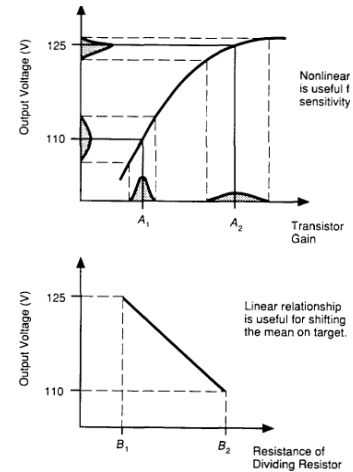 Output Voltage (V)
125
110
A1
A2
Transistor
Gain
Nonlinear
is useful f
sensitivity
Output Voltage (V)
125
110
B1
B2
Resistance of
Dividing Resistor
Linear relationship
is useful for shifting
the mean on target.